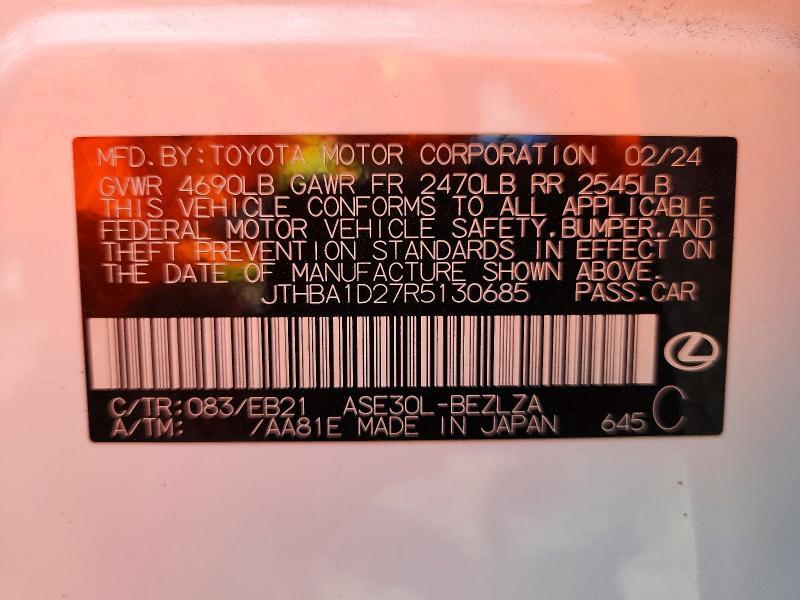 MFD. BY: TOYOTA MOTOR CORPORATION 02/24
GVWR 4690LB GAWR FR 2470LB RR 2545LB
THIS VEHICLE CONFORMS TO ALL APPLICABLE
FEDERAL MOTOR VEHICLE SAFETY, BUMPER, AND
THEFT PREVENTION STANDARDS IN EFFECT ON
THE DATE OF MANUFACTURE SHOWN ABOVE.
JTHBA1D27R5130685 PASS. CAR
C/TR: 083/EB21 ASE30L-BEZLZA
A/TM: /AA81E MADE IN JAPAN 645 C